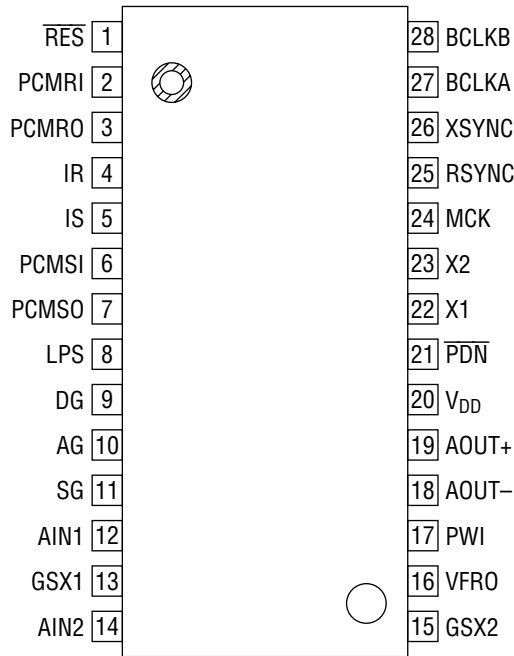 R̅E̅S̅ 1 28 BCLKB
PCMRI 2 27 BCLKA
PCMRO 3 26 XSYNC
IR 4 25 RSYNC
IS 5 24 MCK
PCMSI 6 23 X2
PCMSO 7 22 X1
LPS 8 21 P̅D̅N̅
DG 9 20 VDD
AG 10 19 AOUT+
SG 11 18 AOUT–
AIN1 12 17 PWI
GSX1 13 16 VFRO
AIN2 14 15 GSX2